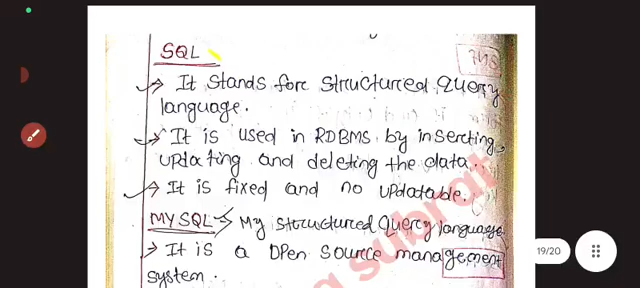 SQL
→ It stands fore structured query
language.
→ It is used in RDBMS by inserting,
updating and deleting the data.
→ It is fixed and no updatable.
MYSQL → My structured query language
→ It is a open source management
system.
19/20